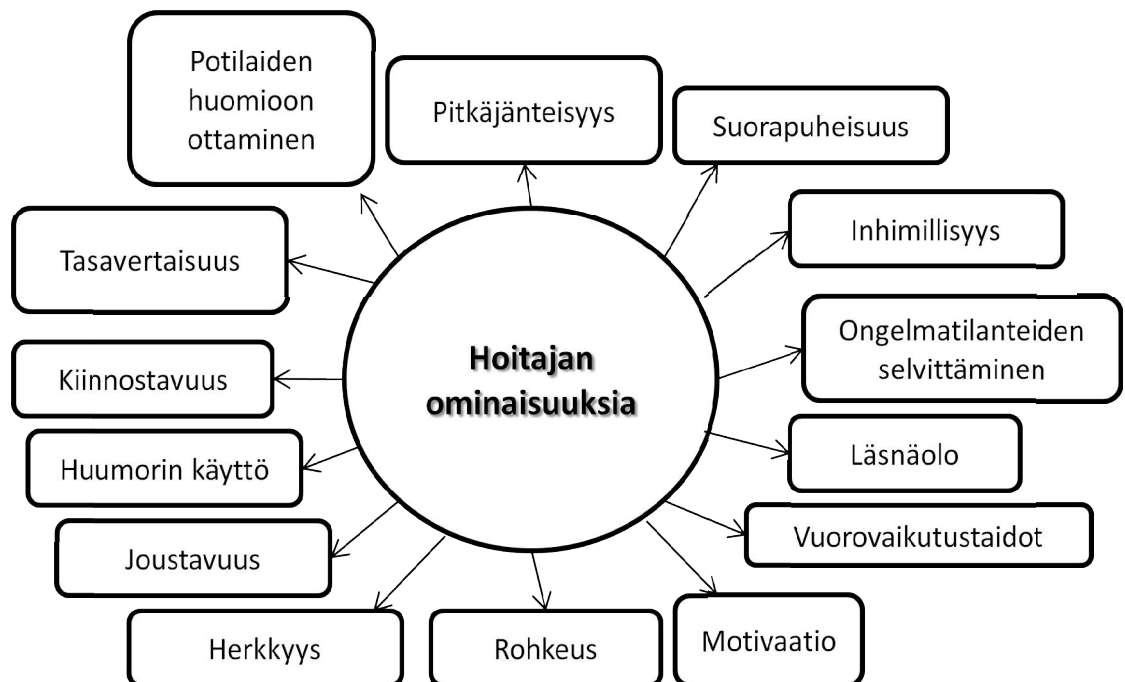 Potilaiden
huomioon
ottaminen
Pitkäjänteisyys
Suorapuheisuus
Inhimillisyys
Tasavertaisuus
Ongelmatilanteiden
selvittäminen
Hoitajan
ominaisuuksia
Kiinnostavuus
Läsnäolo
Huumorin käyttö
Vuorovaikutustaidot
Joustavuus
Herkkyys
Rohkeus
Motivaatio